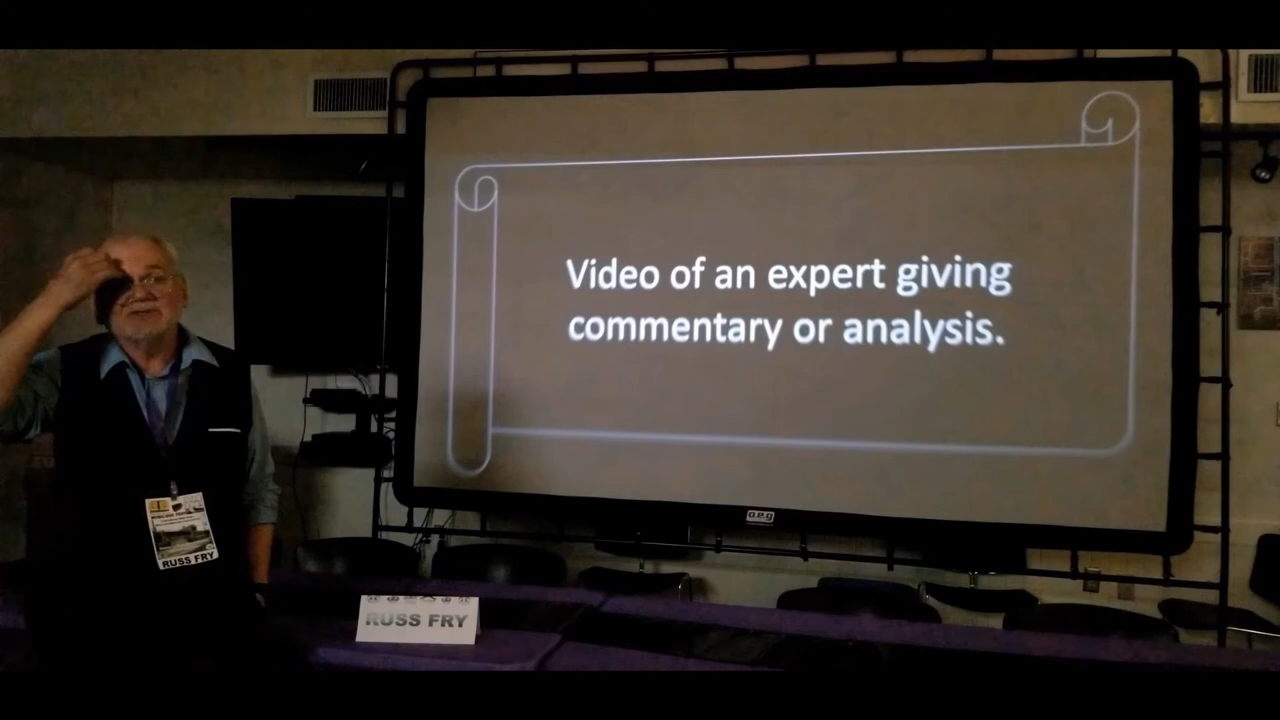 Video of an expert giving
commentary or analysis.
o.e.g
RUSS FRY
RUSS FRY